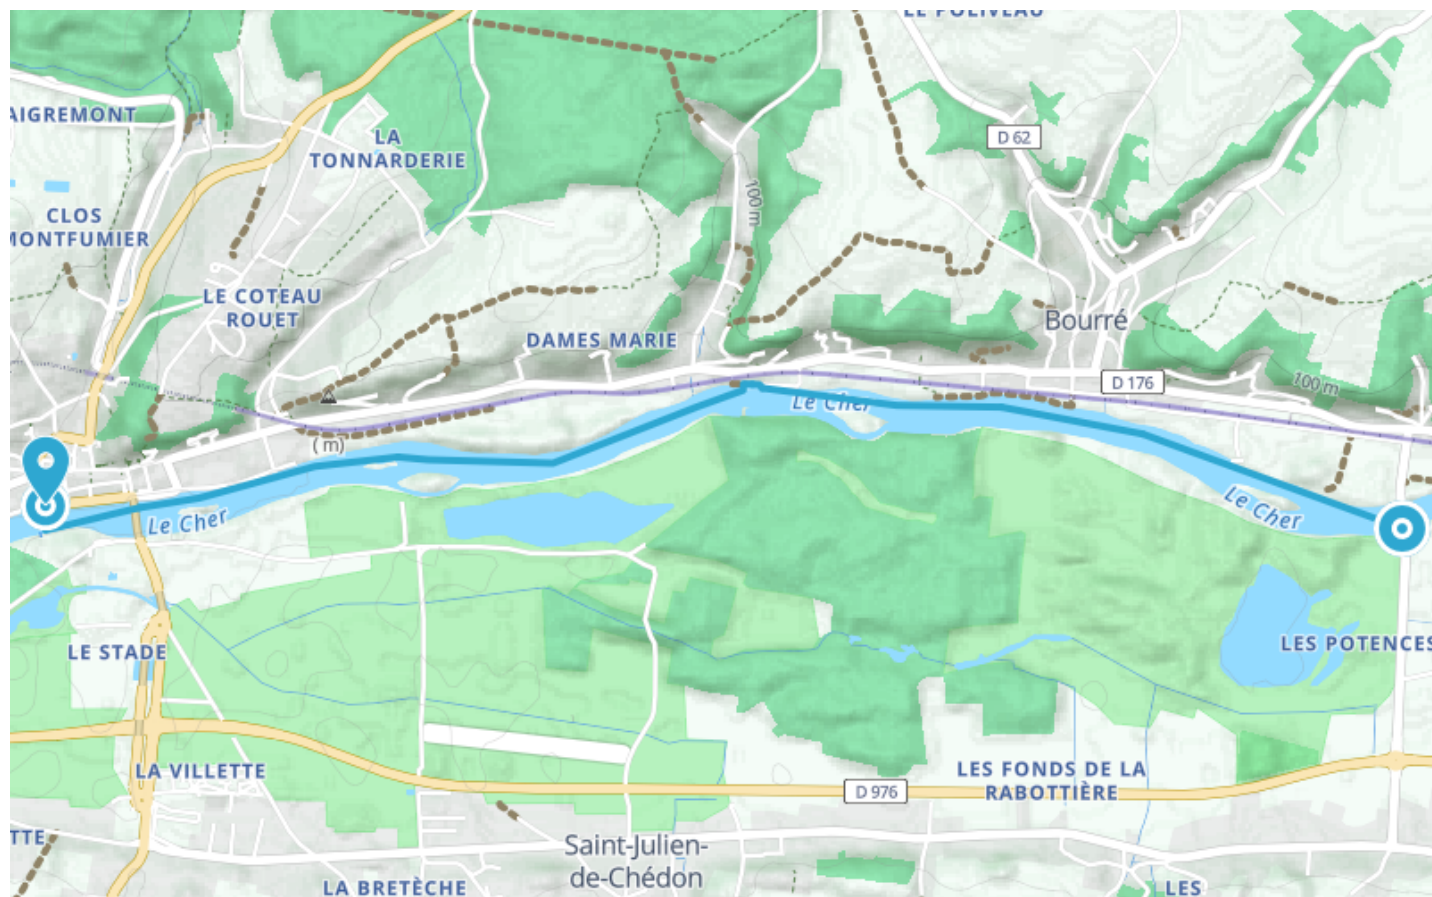 LE POLIVEAU
AIGREMONT
D 62
LA
TONNARDERIE
100 m
CLOS
MONTFUMIER
LE COTEAU
ROUET
Bourré
DAMES MARIE
D 176
100 m
Le Cher
( m)
Le Cher
Le Cher
LE STADE
LES POTENCES
LA VILLETTE
LES FONDS DE LA
RABOTTIÈRE
D 976
TTE
Saint-Julien-
de-Chédon
LA BRETÈCHE
LES